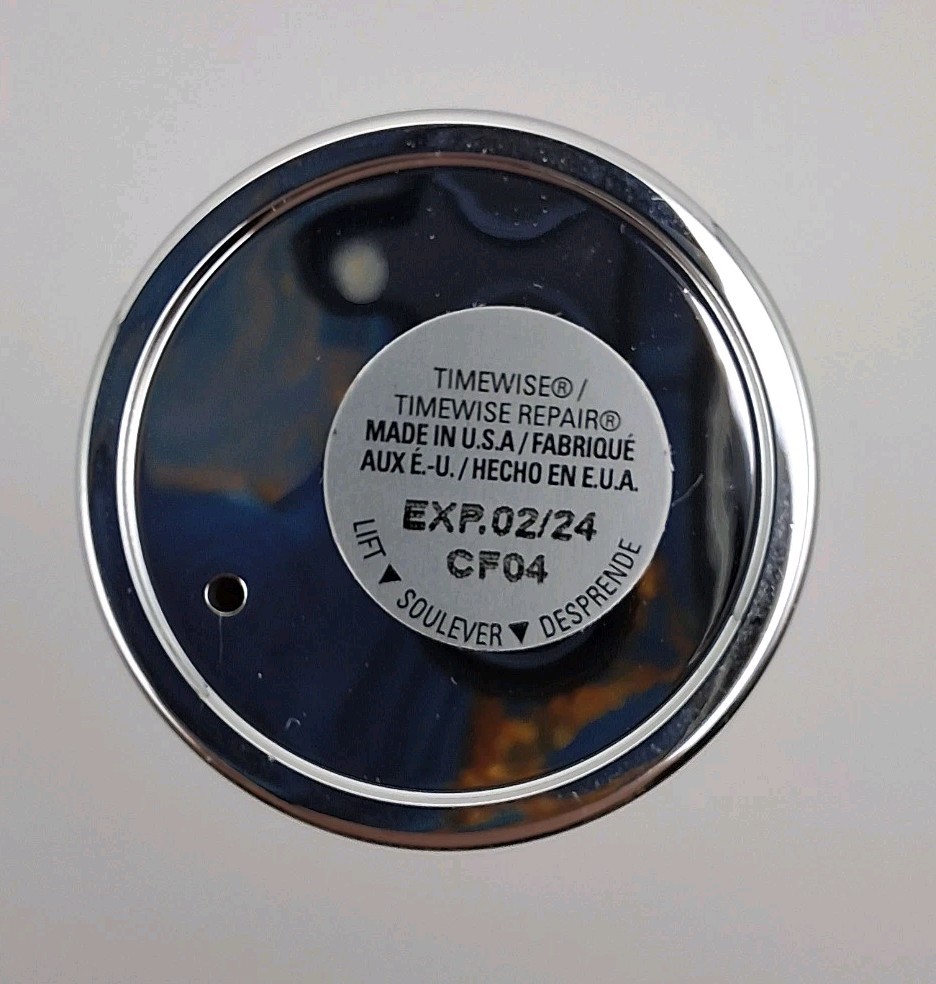 TIMEWISE® /
TIMEWISE REPAIR®
MADE IN U.S.A / FABRIQUÉ
AUX É.-U. / HECHO EN E.U.A.
EXP.02/24
CF04
LIFT ▼ SOULEVER ▼ DESPRENDE